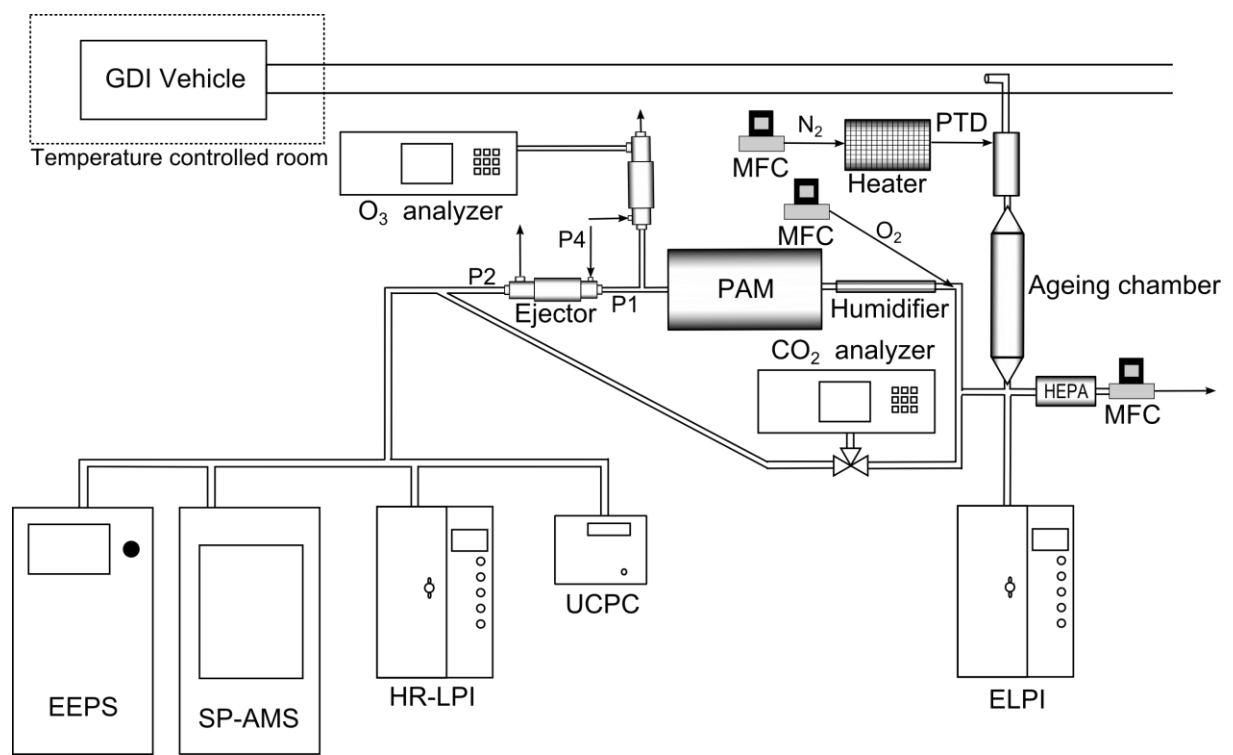 GDI Vehicle
Temperature controlled room
N₂
PTD
MFC
Heater
O₃ analyzer
MFC
O₂
P4
P2
Ejector
P1
PAM
Humidifier
Ageing chamber
CO₂ analyzer
HEPA
MFC
EEPS
SP-AMS
HR-LPI
UCPC
ELPI